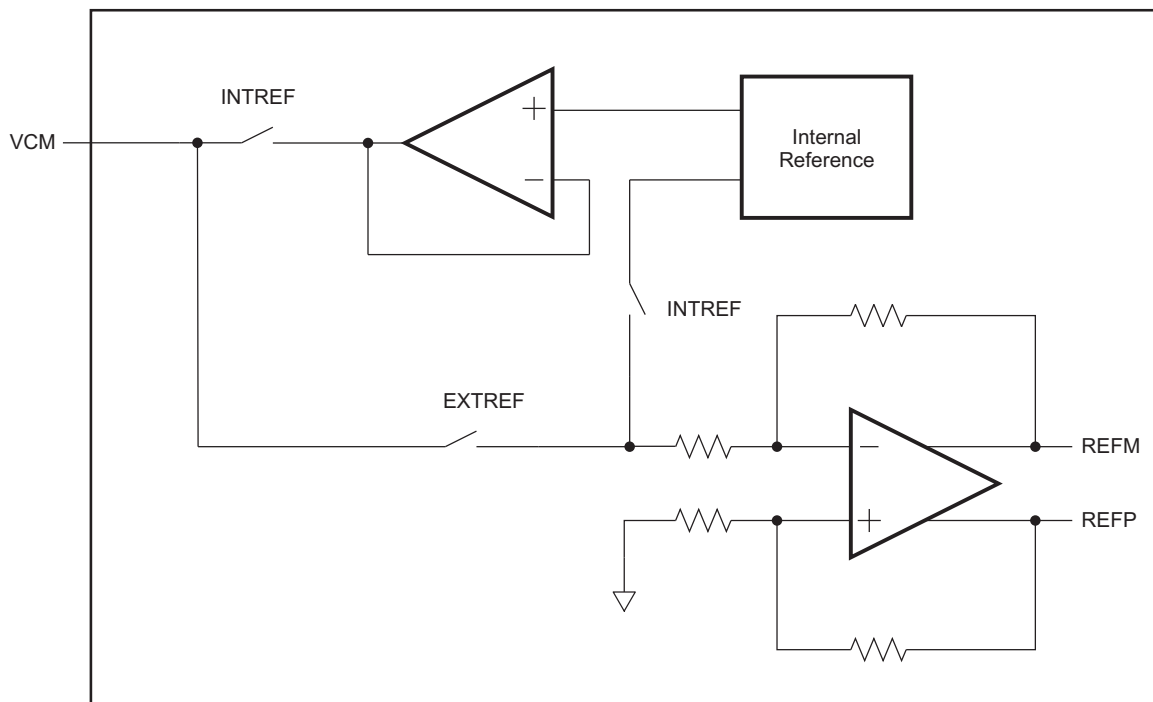 INTREF
VCM
+
−
Internal
Reference
INTREF
EXTREF
−
REFM
+
REFP